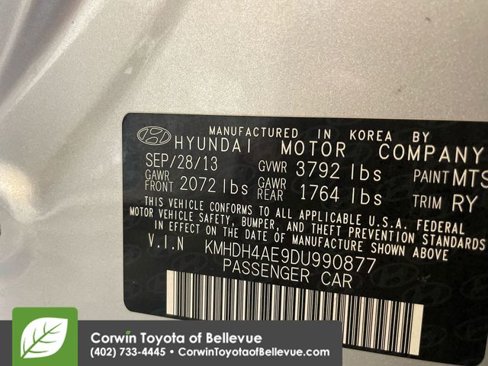 MANUFACTURED IN KOREA BY
HYUNDAI MOTOR COMPANY
SEP/28/13 GVWR 3792 lbs PAINT MTS
GAWR FRONT 2072 lbs GAWR REAR 1764 lbs TRIM RY
THIS VEHICLE CONFORMS TO ALL APPLICABLE U.S.A. FEDERAL
MOTOR VEHICLE SAFETY, BUMPER, AND THEFT PREVENTION
STANDARDS IN EFFECT ON THE DATE OF MANUFACTURE SHOWN ABOVE
V.I.N KMHDH4AE9DU990877
PASSENGER CAR
Corwin Toyota of Bellevue
(402) 733-4445 • CorwinToyotaofBellevue.com